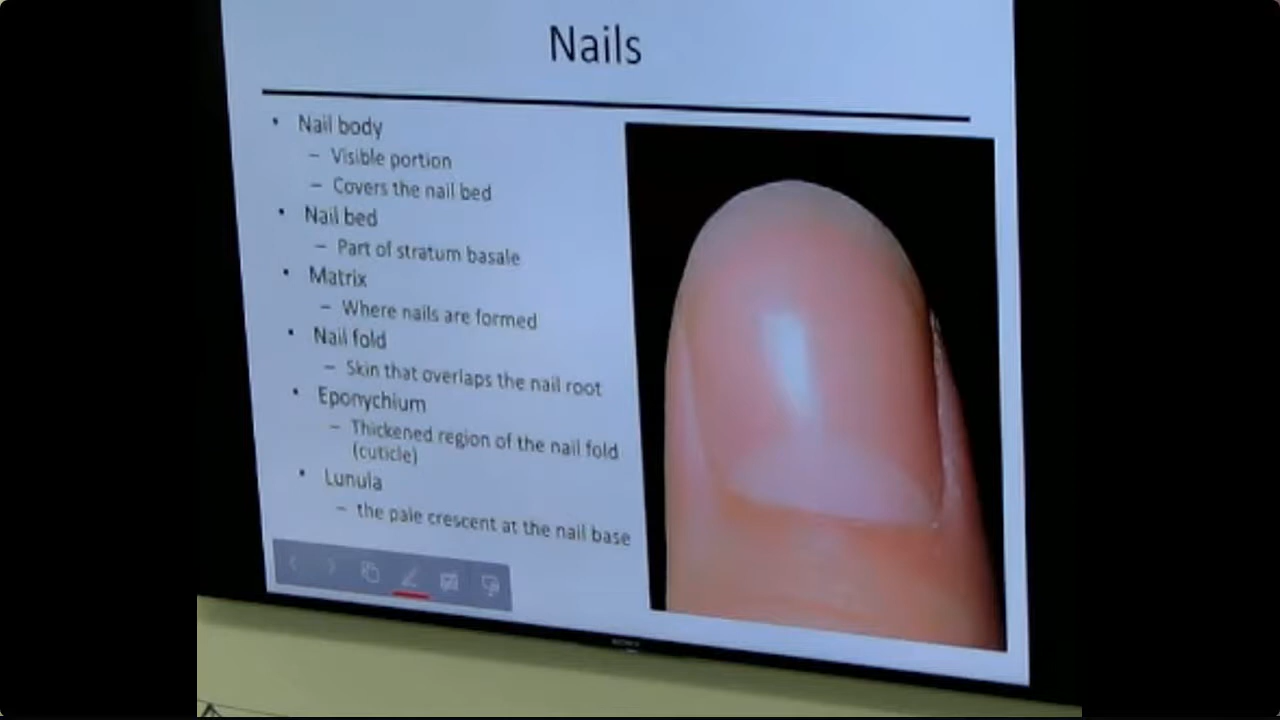 Nails
• Nail body
– Visible portion
– Covers the nail bed
• Nail bed
– Part of stratum basale
• Matrix
– Where nails are formed
• Nail fold
– Skin that overlaps the nail root
• Eponychium
– Thickened region of the nail fold
(cuticle)
• Lunula
– the pale crescent at the nail base
SONY